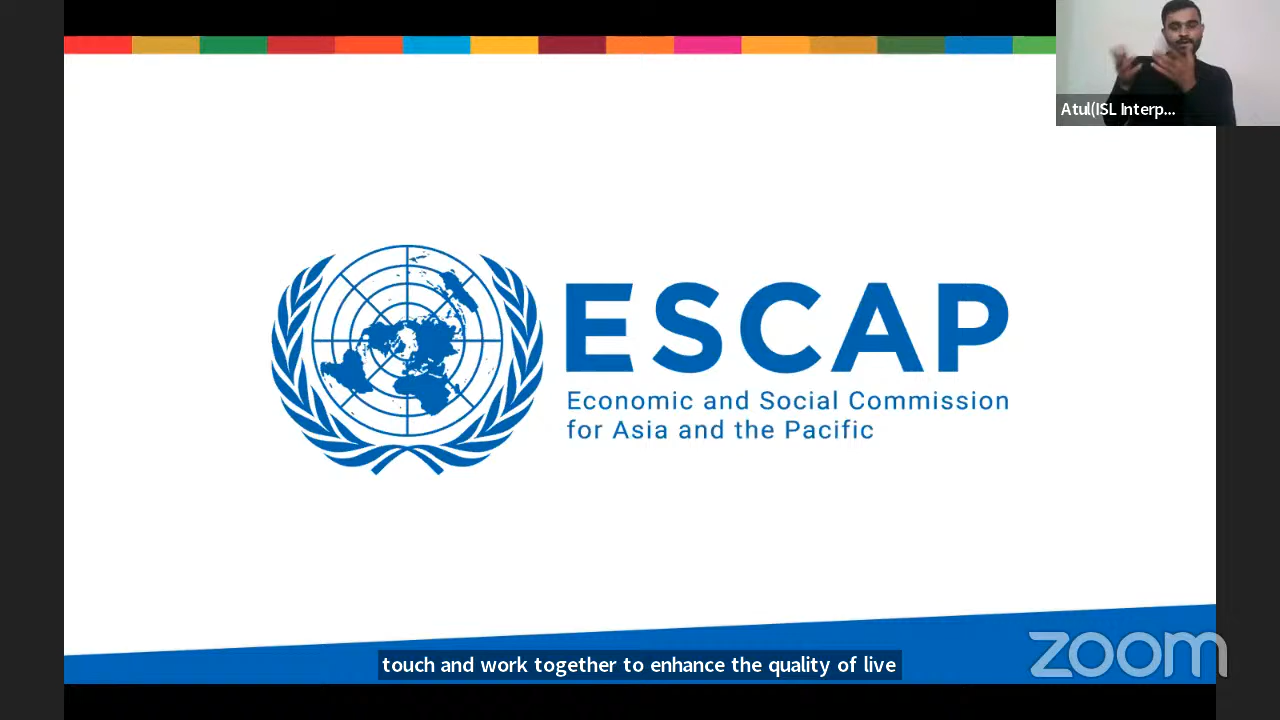 Atul(ISL Interp...
ESCAP
Economic and Social Commission
for Asia and the Pacific
touch and work together to enhance the quality of live
zoom